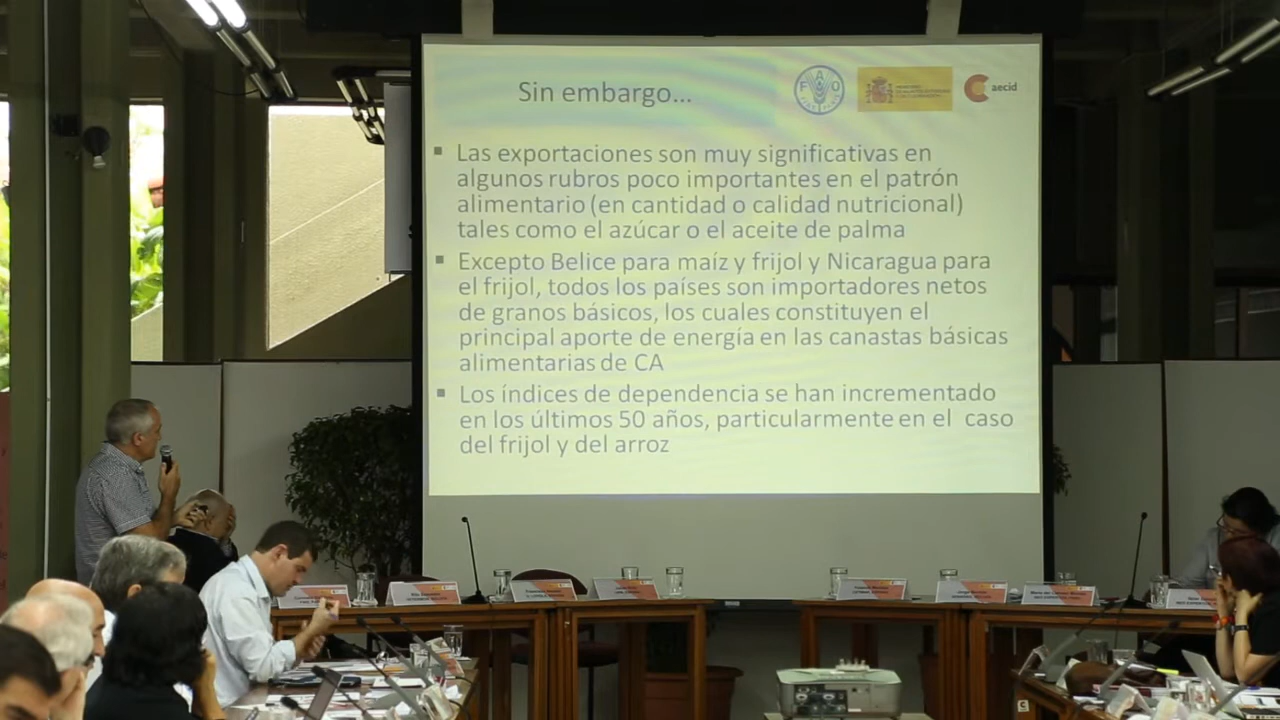 Sin embargo...
FAO
aecid
▪ Las exportaciones son muy significativas en
algunos rubros poco importantes en el patrón
alimentario (en cantidad o calidad nutricional)
tales como el azúcar o el aceite de palma
▪ Excepto Belice para maíz y frijol y Nicaragua para
el frijol, todos los países son importadores netos
de granos básicos, los cuales constituyen el
principal aporte de energía en las canastas básicas
alimentarias de CA
▪ Los índices de dependencia se han incrementado
en los últimos 50 años, particularmente en el caso
del frijol y del arroz